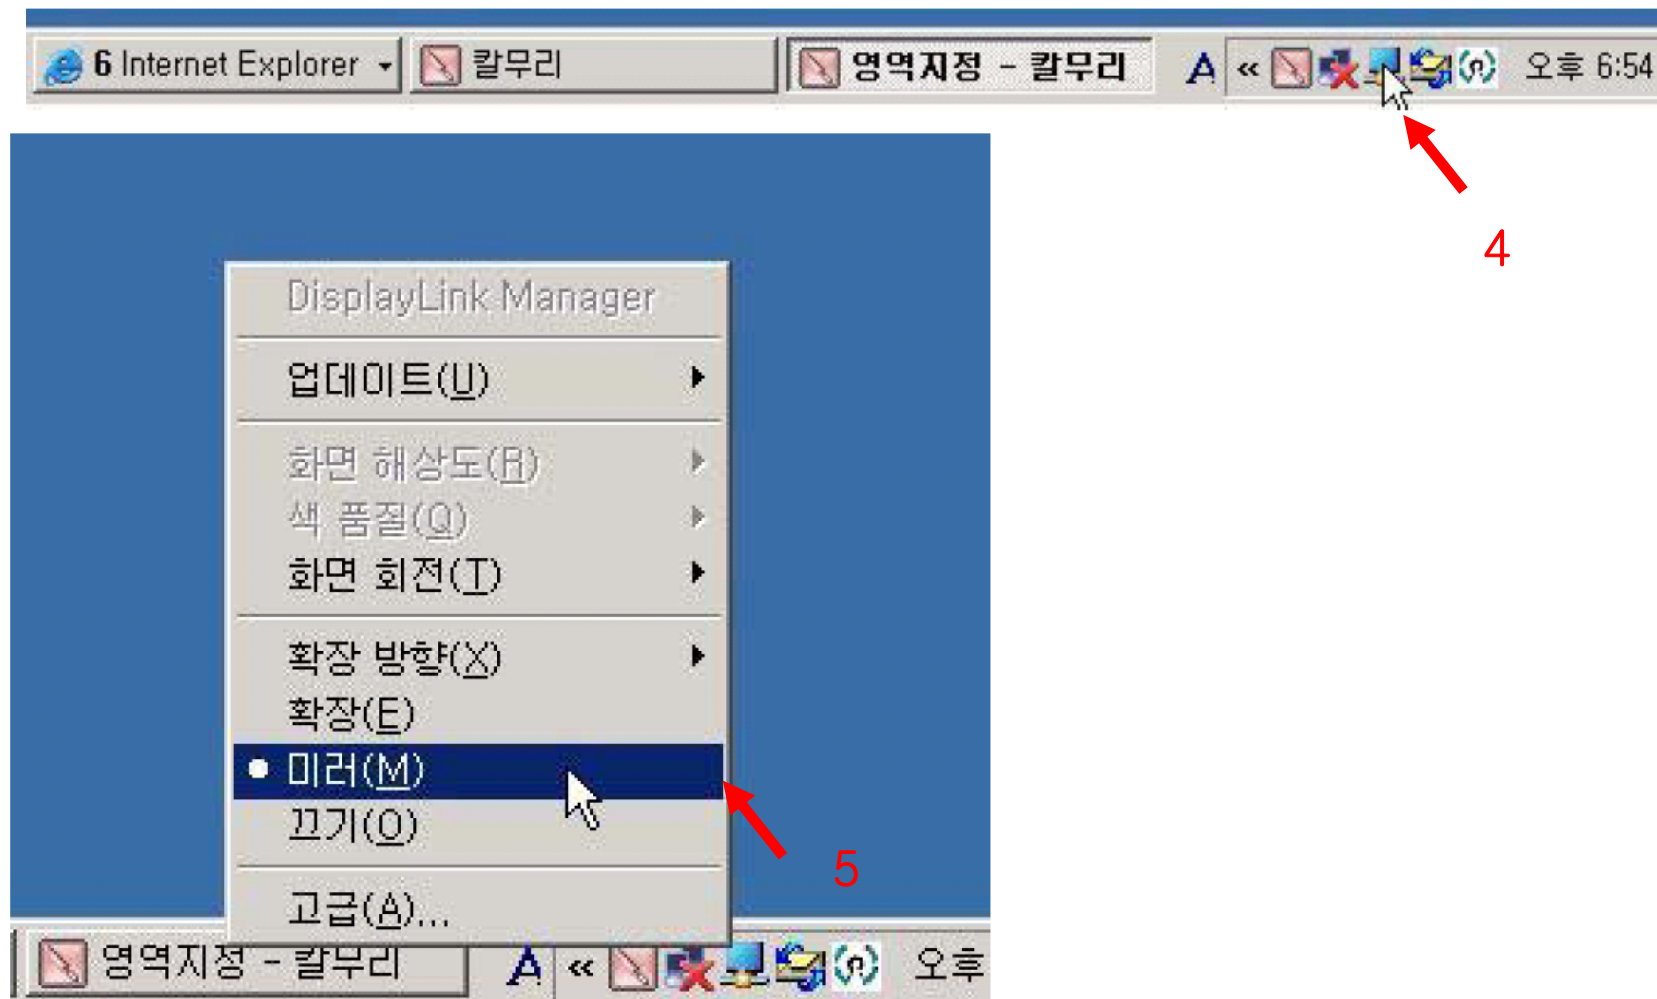 6 Internet Explorer
칼무리
영역지정 - 칼무리
A
«
오후 6:54
4
DisplayLink Manager
업데이트(U)
화면 해상도(R)
색 품질(Q)
화면 회전(T)
확장 방향(X)
확장(E)
미러(M)
끄기(O)
5
고급(A)...
영역지정 - 칼무리
A
«
오후